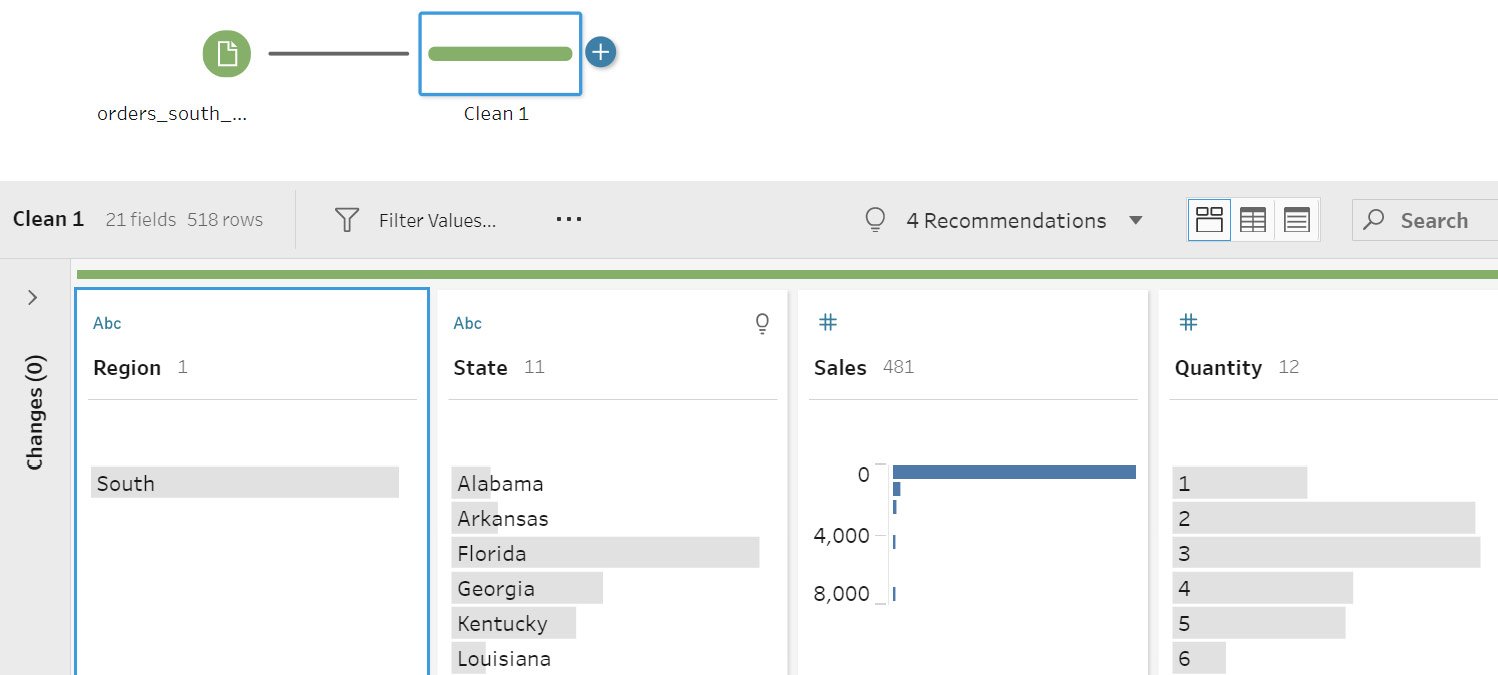 orders_south_...
Clean 1
Clean 1 21 fields 518 rows Filter Values... ··· 4 Recommendations Search
Changes (0)
Abc
Region 1
South
Abc
State 11
Alabama
Arkansas
Florida
Georgia
Kentucky
Louisiana
#
Sales 481
0
4,000
8,000
#
Quantity 12
1
2
3
4
5
6